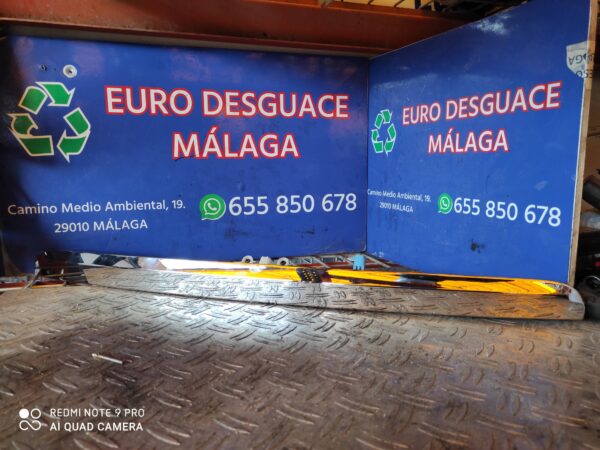 EURO DESGUACE
MÁLAGA
Camino Medio Ambiental, 19.
29010 MÁLAGA
655 850 678
EURO DESGUACE
MÁLAGA
Camino Medio Ambiental, 19.
29010 MÁLAGA
655 850 678
REDMI NOTE 9 PRO
AI QUAD CAMERA